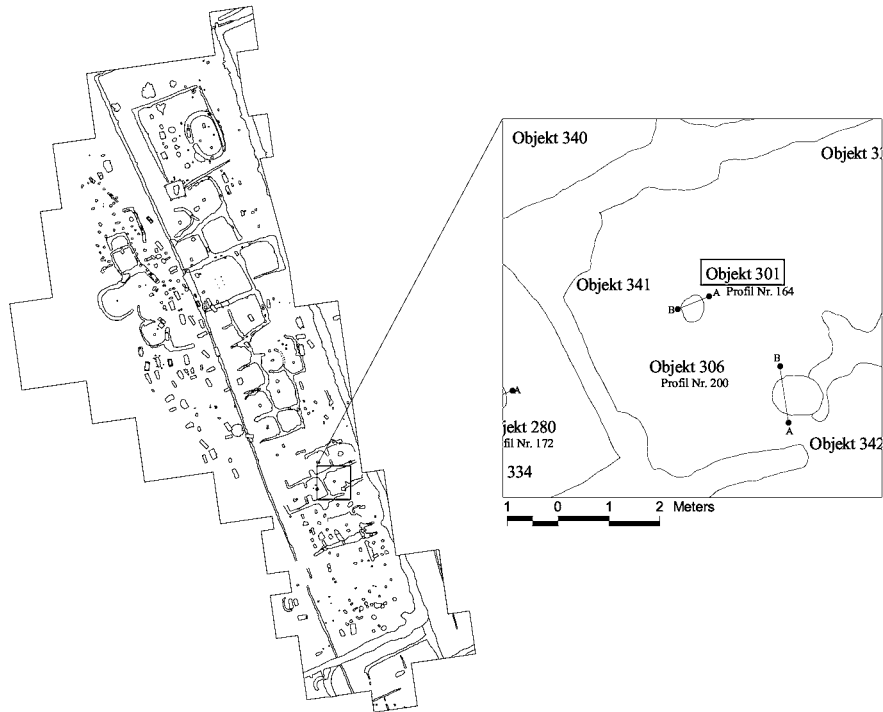 Objekt 340
Objekt 33
Objekt 301
Objekt 341
A Profil Nr. 164
B
Objekt 306
B
Profil Nr. 200
A
jekt 280
A
Objekt 342
fil Nr. 172
334
1 0 1 2 Meters